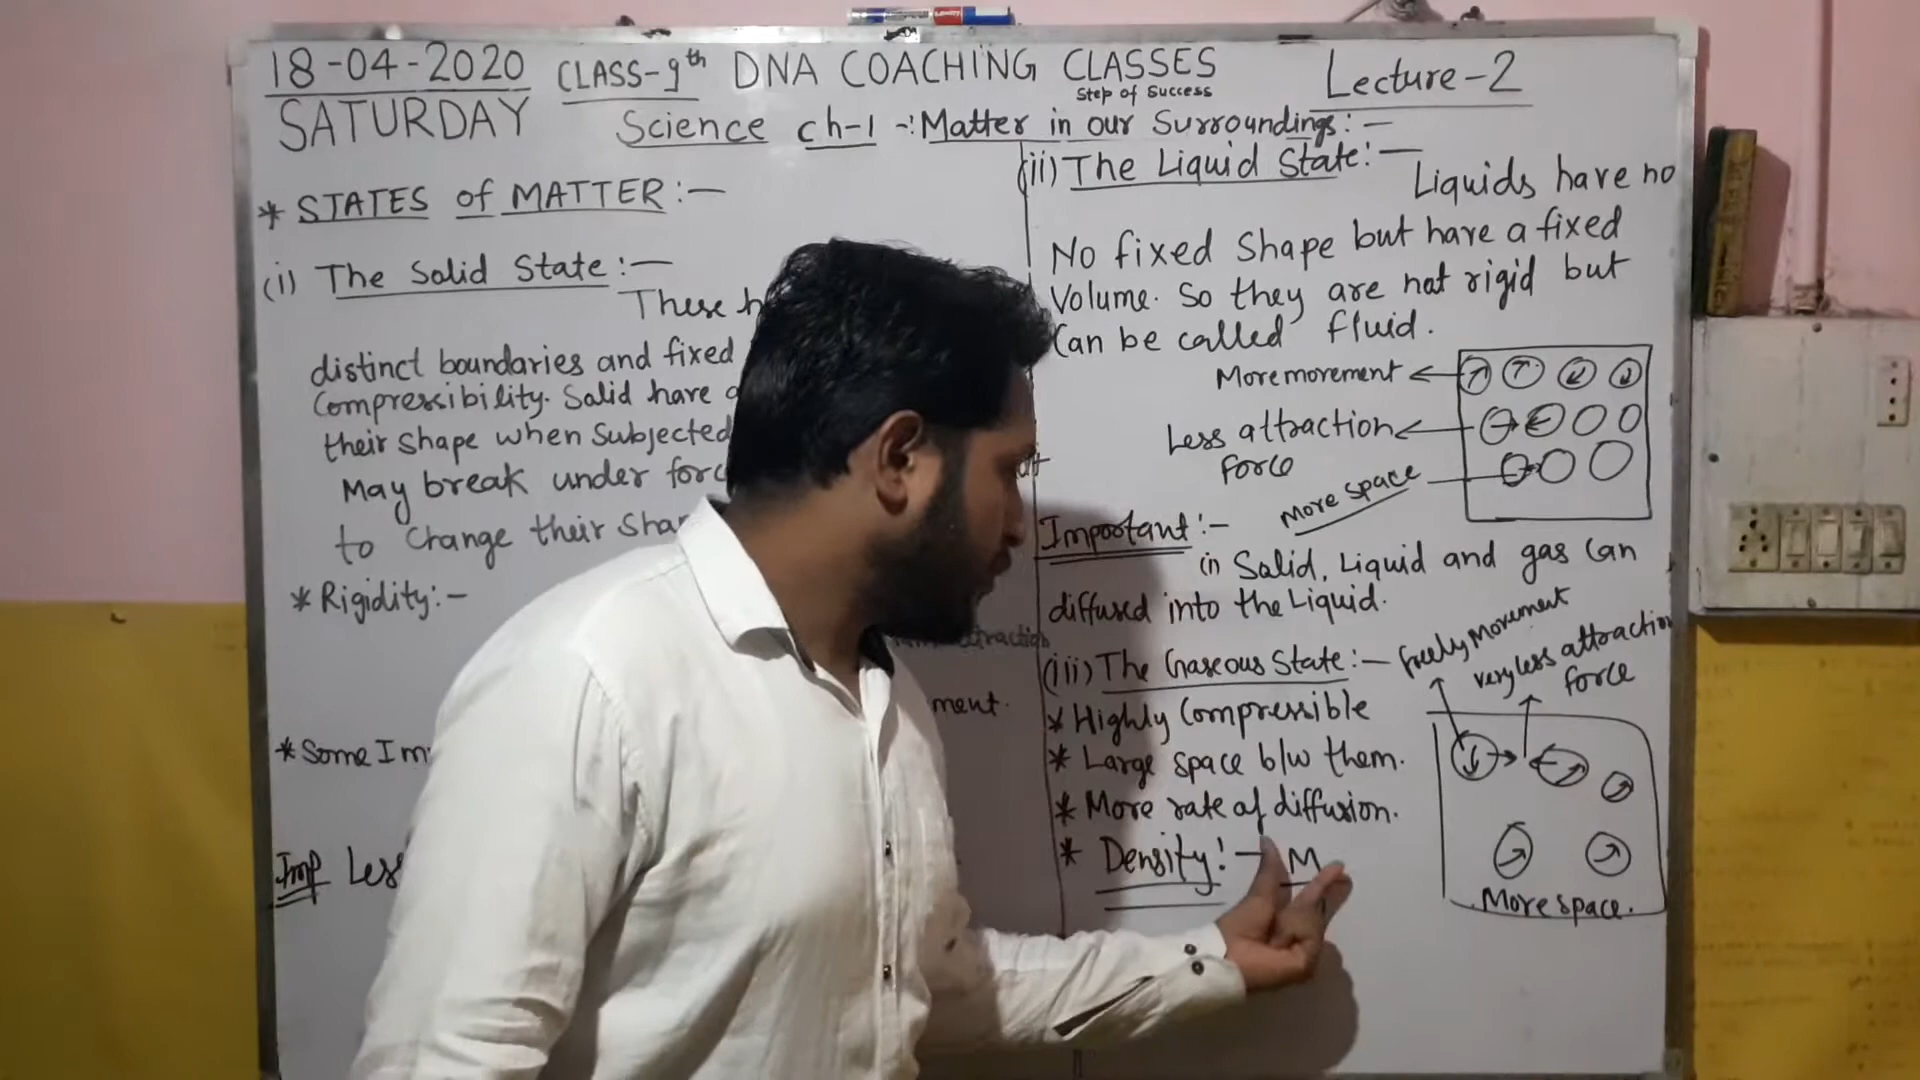 18-04-2020
SATURDAY
CLASS-9th DNA COACHING CLASSES
Step of Success
Lecture-2
Science ch-1 -: Matter in our Surroundings:-
* STATES of MATTER:-
(i) The Solid State:-
These
distinct boundaries and fixed
Compressibility. Solid have
their shape when Subjected
May break under
to Change their
* Rigidity:-
ment.
* Some
Imp
(ii) The Liquid State:-
Liquids have no
No fixed Shape but have a fixed
Volume. So they are not rigid but
Can be called fluid.
More movement
Less attraction
force
More space
Important:-
(i) Solid, Liquid and gas Can
diffused into the Liquid.
(iii) The Gaseous State:-
* Highly Compressible
* Large space b/w them.
* More rate of diffusion.
* Density:- M
freely Movement
very less attraction
force
More space.